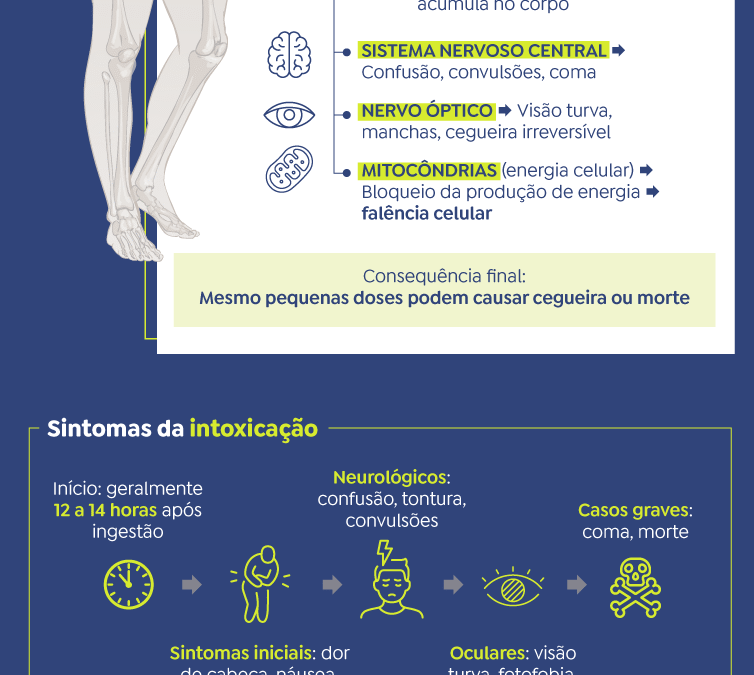 acumula no corpo
SISTEMA NERVOSO CENTRAL ➡
Confusão, convulsões, coma
NERVO ÓPTICO ➡ Visão turva,
manchas, cegueira irreversível
MITOCÔNDRIAS (energia celular) ➡
Bloqueio da produção de energia ➡
falência celular
Consequência final:
Mesmo pequenas doses podem causar cegueira ou morte
Sintomas da intoxicação
Início: geralmente
12 a 14 horas após
ingestão
Neurológicos:
confusão, tontura,
convulsões
Casos graves:
coma, morte
Sintomas iniciais: dor
de cabeça, náusea,
Oculares: visão
turva, fotofobia,